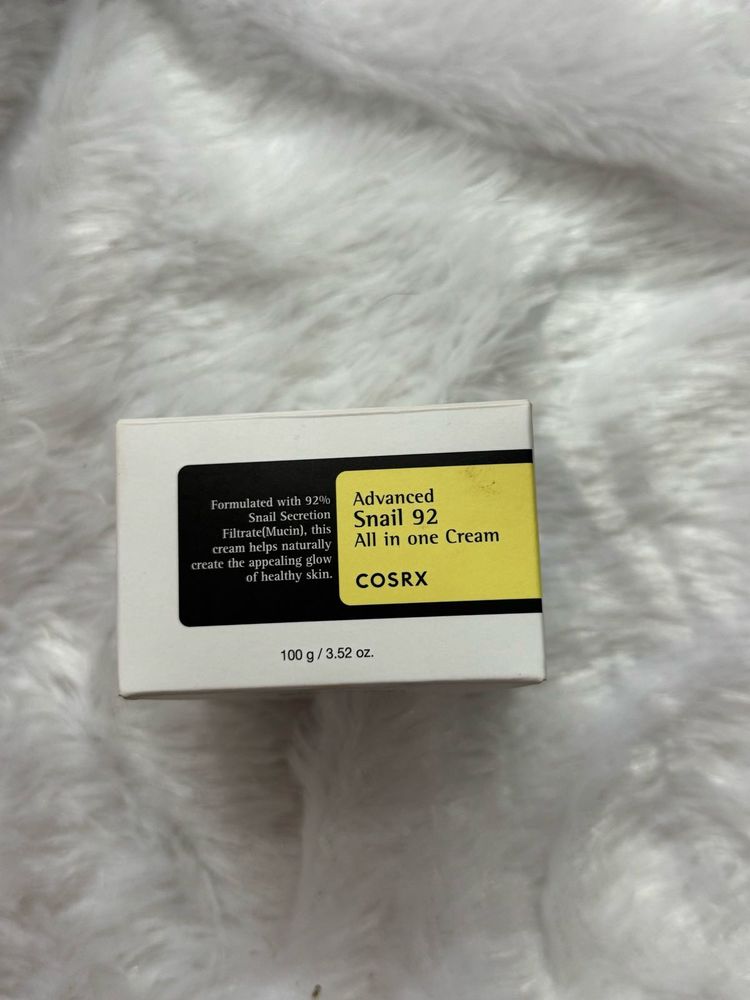 Formulated with 92%
Snail Secretion
Filtrate(Mucin), this
cream helps naturally
create the appealing glow
of healthy skin.
Advanced
Snail 92
All in one Cream
COSRX
100 g / 3.52 oz.